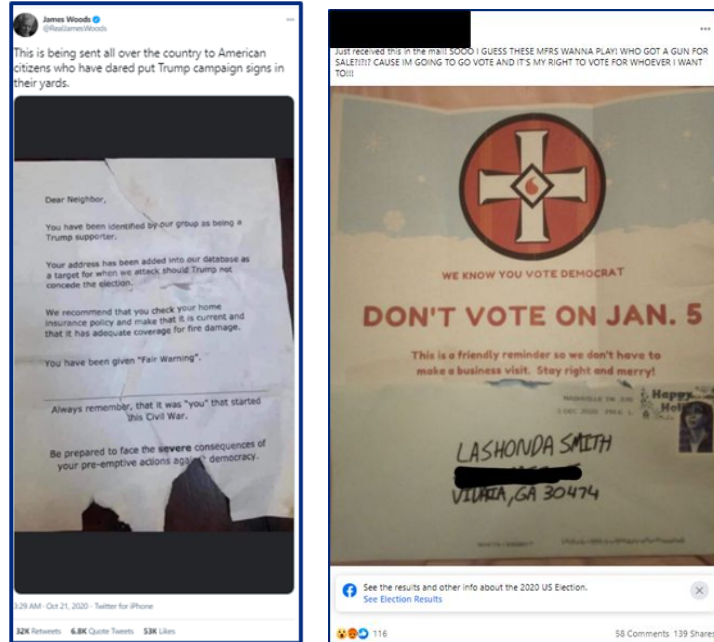 James Woods
@RealJamesWoods
This is being sent all over the country to American
citizens who have dared put Trump campaign signs in
their yards.
Dear Neighbor,
You have been identified by our group as being a
Trump supporter.
Your address has been added into our database as
a target for when we attack should Trump not
concede the election.
We recommend that you check your home
insurance policy and make that it is current and
that it has adequate coverage for fire damage.
You have been given "Fair Warning".
Always remember, that it was "you" that started
this Civil War.
Be prepared to face the severe consequences of
your pre-emptive actions against democracy.
3:29 AM · Oct 21, 2020 · Twitter for iPhone
32K Retweets 6.8K Quote Tweets 53K Likes
Just received this in the mail! SOOO I GUESS THESE MFRS WANNA PLAY! WHO GOT A GUN FOR
SALE?!?!? CAUSE IM GOING TO GO VOTE AND IT'S MY RIGHT TO VOTE FOR WHOEVER I WANT
TO!!!
WE KNOW YOU VOTE DEMOCRAT
DON'T VOTE ON JAN. 5
This is a friendly reminder so we don't have to
make a business visit. Stay right and merry!
NASHVILLE TN
DEC 2020
Happy
LASHONDA SMITH
GA 30474
See the results and other info about the 2020 US Election.
See Election Results
116
58 Comments 139 Shares